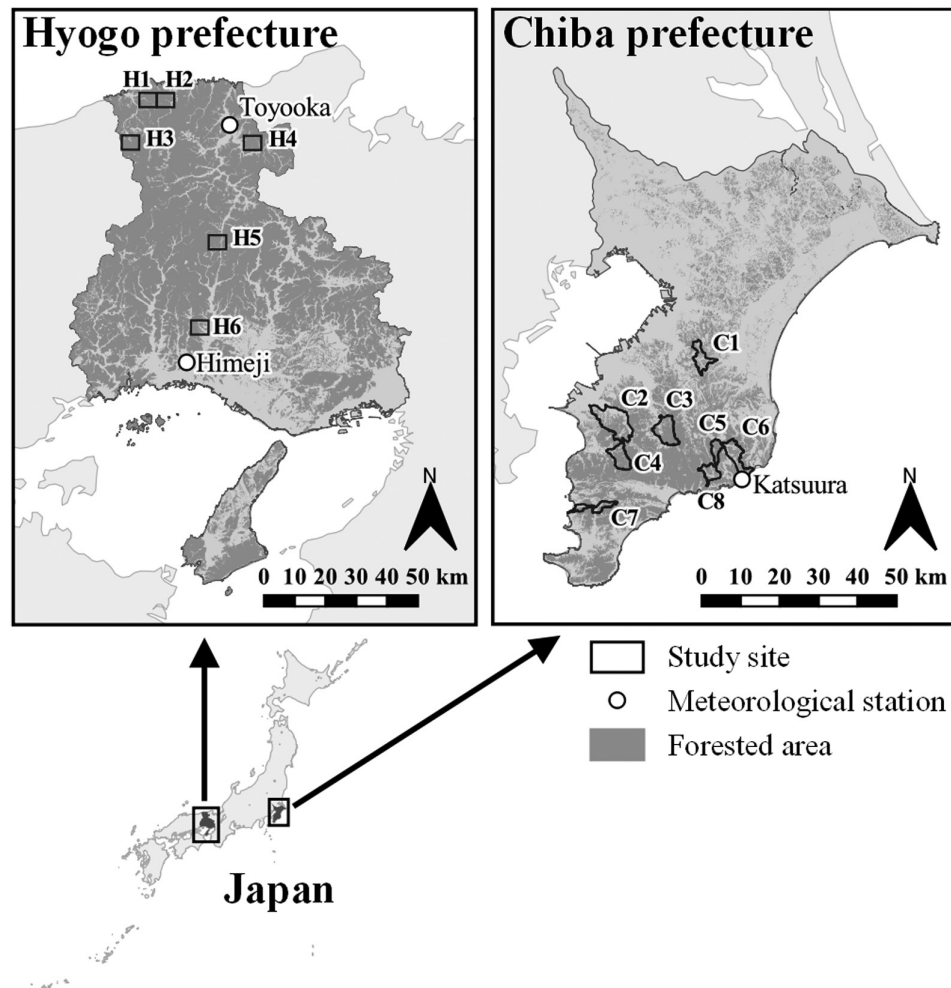 Hyogo prefecture
H1 H2
Toyooka
H3
H4
H5
H6
Himeji
N
0 10 20 30 40 50 km
Chiba prefecture
C1
C2 C3
C5 C6
C4
Katsuura
C8
C7
N
0 10 20 30 40 50 km
Study site
Meteorological station
Forested area
Japan